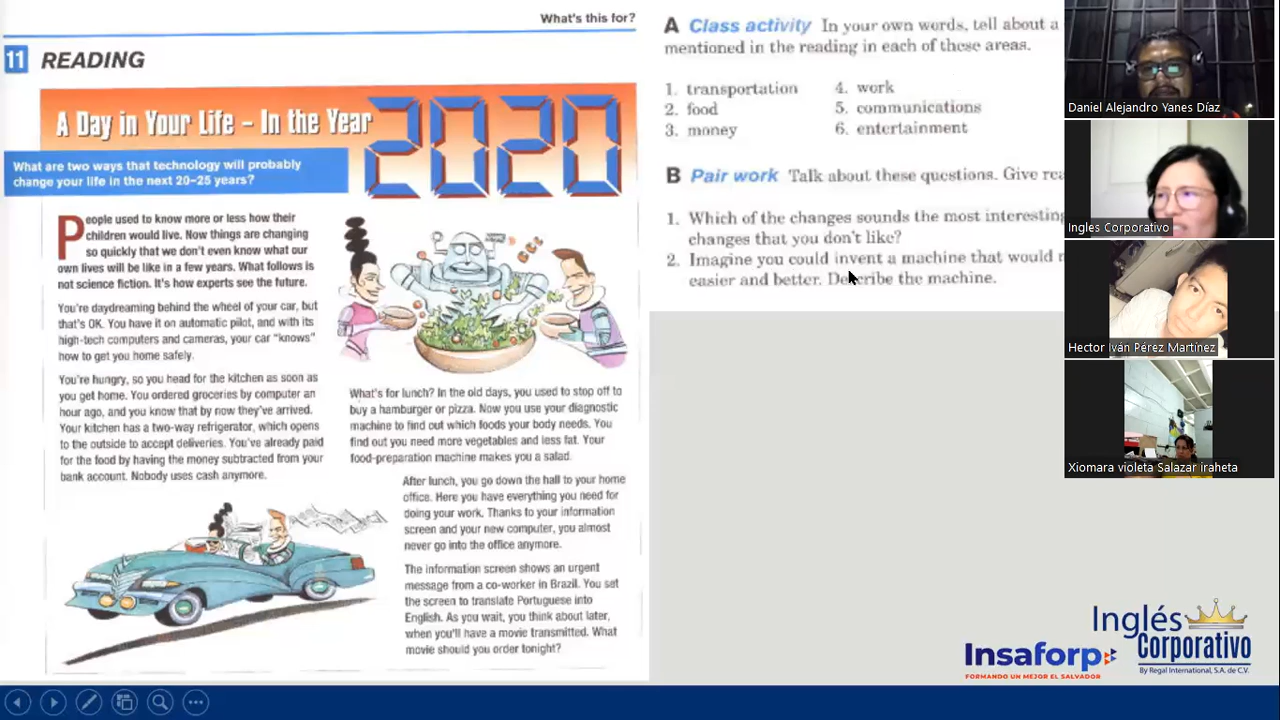 What's this for?
11 READING
A Day in Your Life – In the Year 2020
What are two ways that technology will probably
change your life in the next 20–25 years?
People used to know more or less how their
children would live. Now things are changing
so quickly that we don't even know what our
own lives will be like in a few years. What follows is
not science fiction. It's how experts see the future.
You're daydreaming behind the wheel of your car, but
that's OK. You have it on automatic pilot, and with its
high-tech computers and cameras, your car “knows”
how to get you home safely.
You're hungry, so you head for the kitchen as soon as
you get home. You ordered groceries by computer an
hour ago, and you know that by now they've arrived.
Your kitchen has a two-way refrigerator, which opens
to the outside to accept deliveries. You've already paid
for the food by having the money subtracted from your
bank account. Nobody uses cash anymore.
What's for lunch? In the old days, you used to stop off to
buy a hamburger or pizza. Now you use your diagnostic
machine to find out which foods your body needs. You
find out you need more vegetables and less fat. Your
food-preparation machine makes you a salad.
After lunch, you go down the hall to your home
office. Here you have everything you need for
doing your work. Thanks to your information
screen and your new computer, you almost
never go into the office anymore.
The information screen shows an urgent
message from a co-worker in Brazil. You set
the screen to translate Portuguese into
English. As you wait, you think about later,
when you'll have a movie transmitted. What
movie should you order tonight?
A Class activity In your own words, tell about a
mentioned in the reading in each of these areas.
1. transportation
2. food
3. money
4. work
5. communications
6. entertainment
B Pair work Talk about these questions. Give rea
1. Which of the changes sounds the most interesting
changes that you don't like?
2. Imagine you could invent a machine that would
easier and better. Describe the machine.
Daniel Alejandro Yanes Díaz
Ingles Corporativo
Hector Iván Pérez Martínez
Xiomara violeta Salazar iraheta
Insaforp
FORMANDO UN MEJOR EL SALVADOR
Inglés
Corporativo
By Regal International, S.A. de C.V.